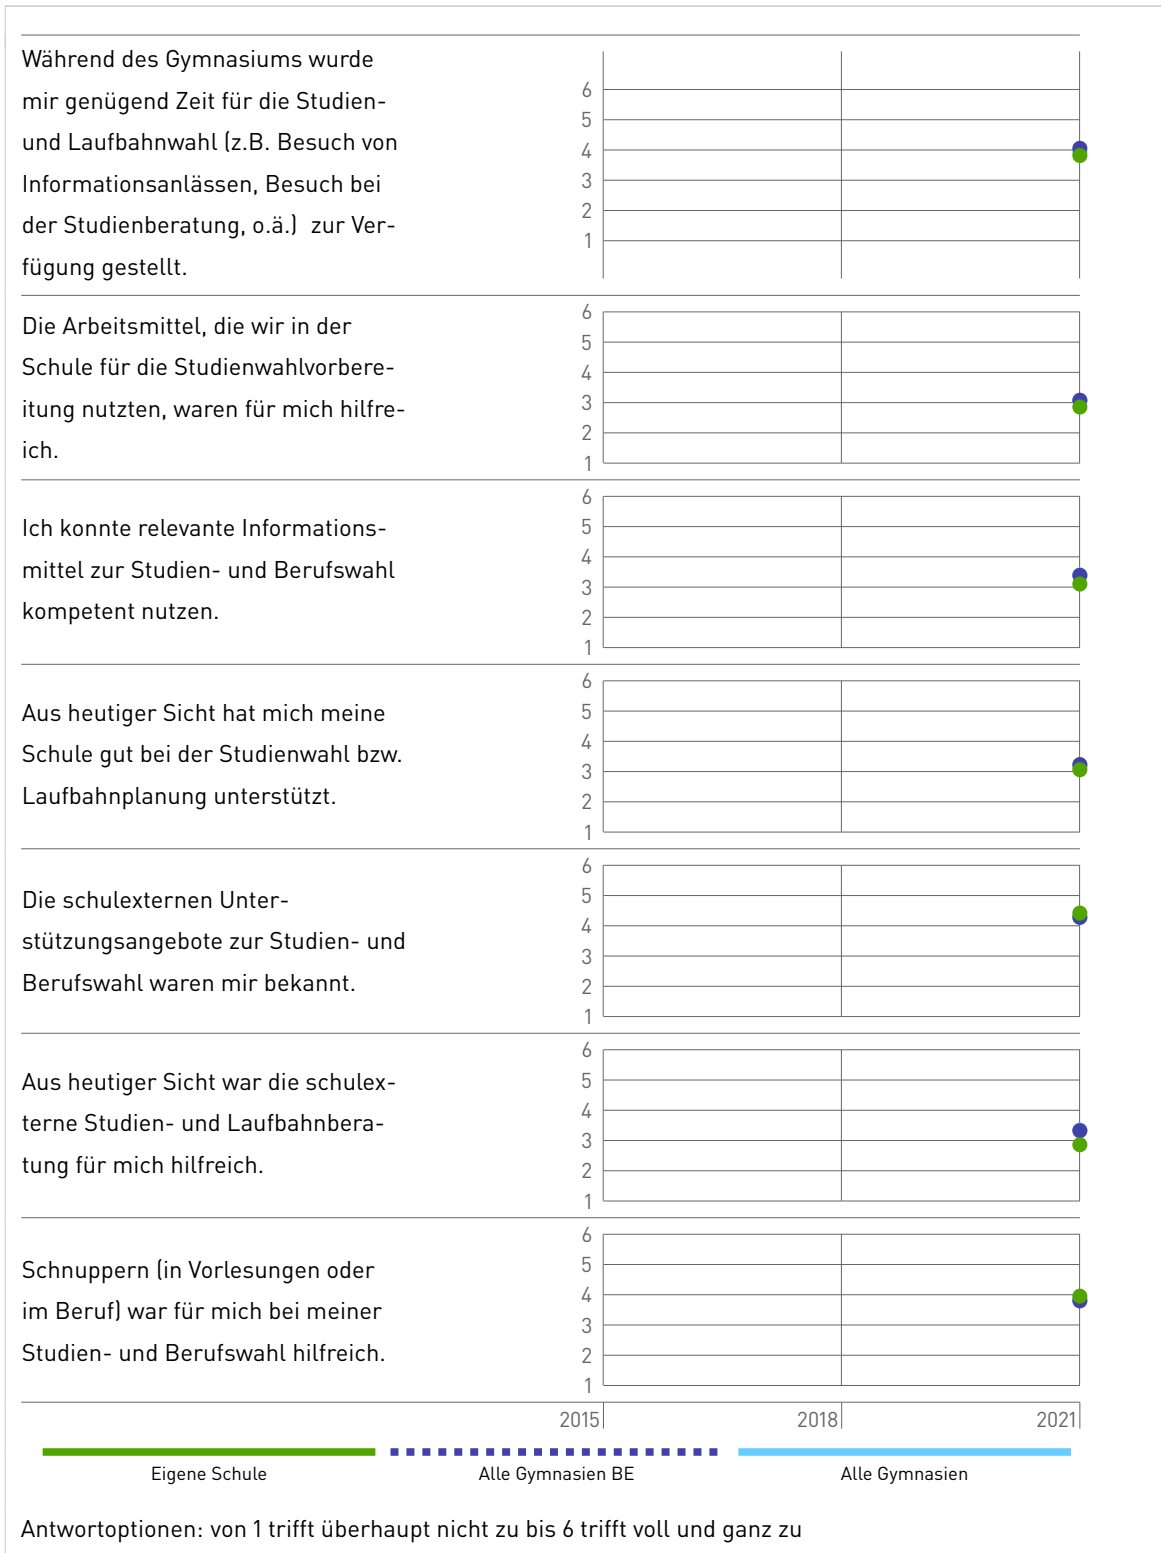 Während des Gymnasiums wurde
mir genügend Zeit für die Studien-
und Laufbahnwahl (z.B. Besuch von
Informationsanlässen, Besuch bei
der Studienberatung, o.ä.)  zur Ver-
fügung gestellt.
6
5
4
3
2
1
Die Arbeitsmittel, die wir in der
Schule für die Studienwahlvorbere-
itung nutzten, waren für mich hilfre-
ich.
6
5
4
3
2
1
Ich konnte relevante Informations-
mittel zur Studien- und Berufswahl
kompetent nutzen.
6
5
4
3
2
1
Aus heutiger Sicht hat mich meine
Schule gut bei der Studienwahl bzw.
Laufbahnplanung unterstützt.
6
5
4
3
2
1
Die schulexternen Unter-
stützungsangebote zur Studien- und
Berufswahl waren mir bekannt.
6
5
4
3
2
1
Aus heutiger Sicht war die schulex-
terne Studien- und Laufbahnbera-
tung für mich hilfreich.
6
5
4
3
2
1
Schnuppern (in Vorlesungen oder
im Beruf) war für mich bei meiner
Studien- und Berufswahl hilfreich.
6
5
4
3
2
1
2015 2018 2021
Eigene Schule Alle Gymnasien BE Alle Gymnasien
Antwortoptionen: von 1 trifft überhaupt nicht zu bis 6 trifft voll und ganz zu